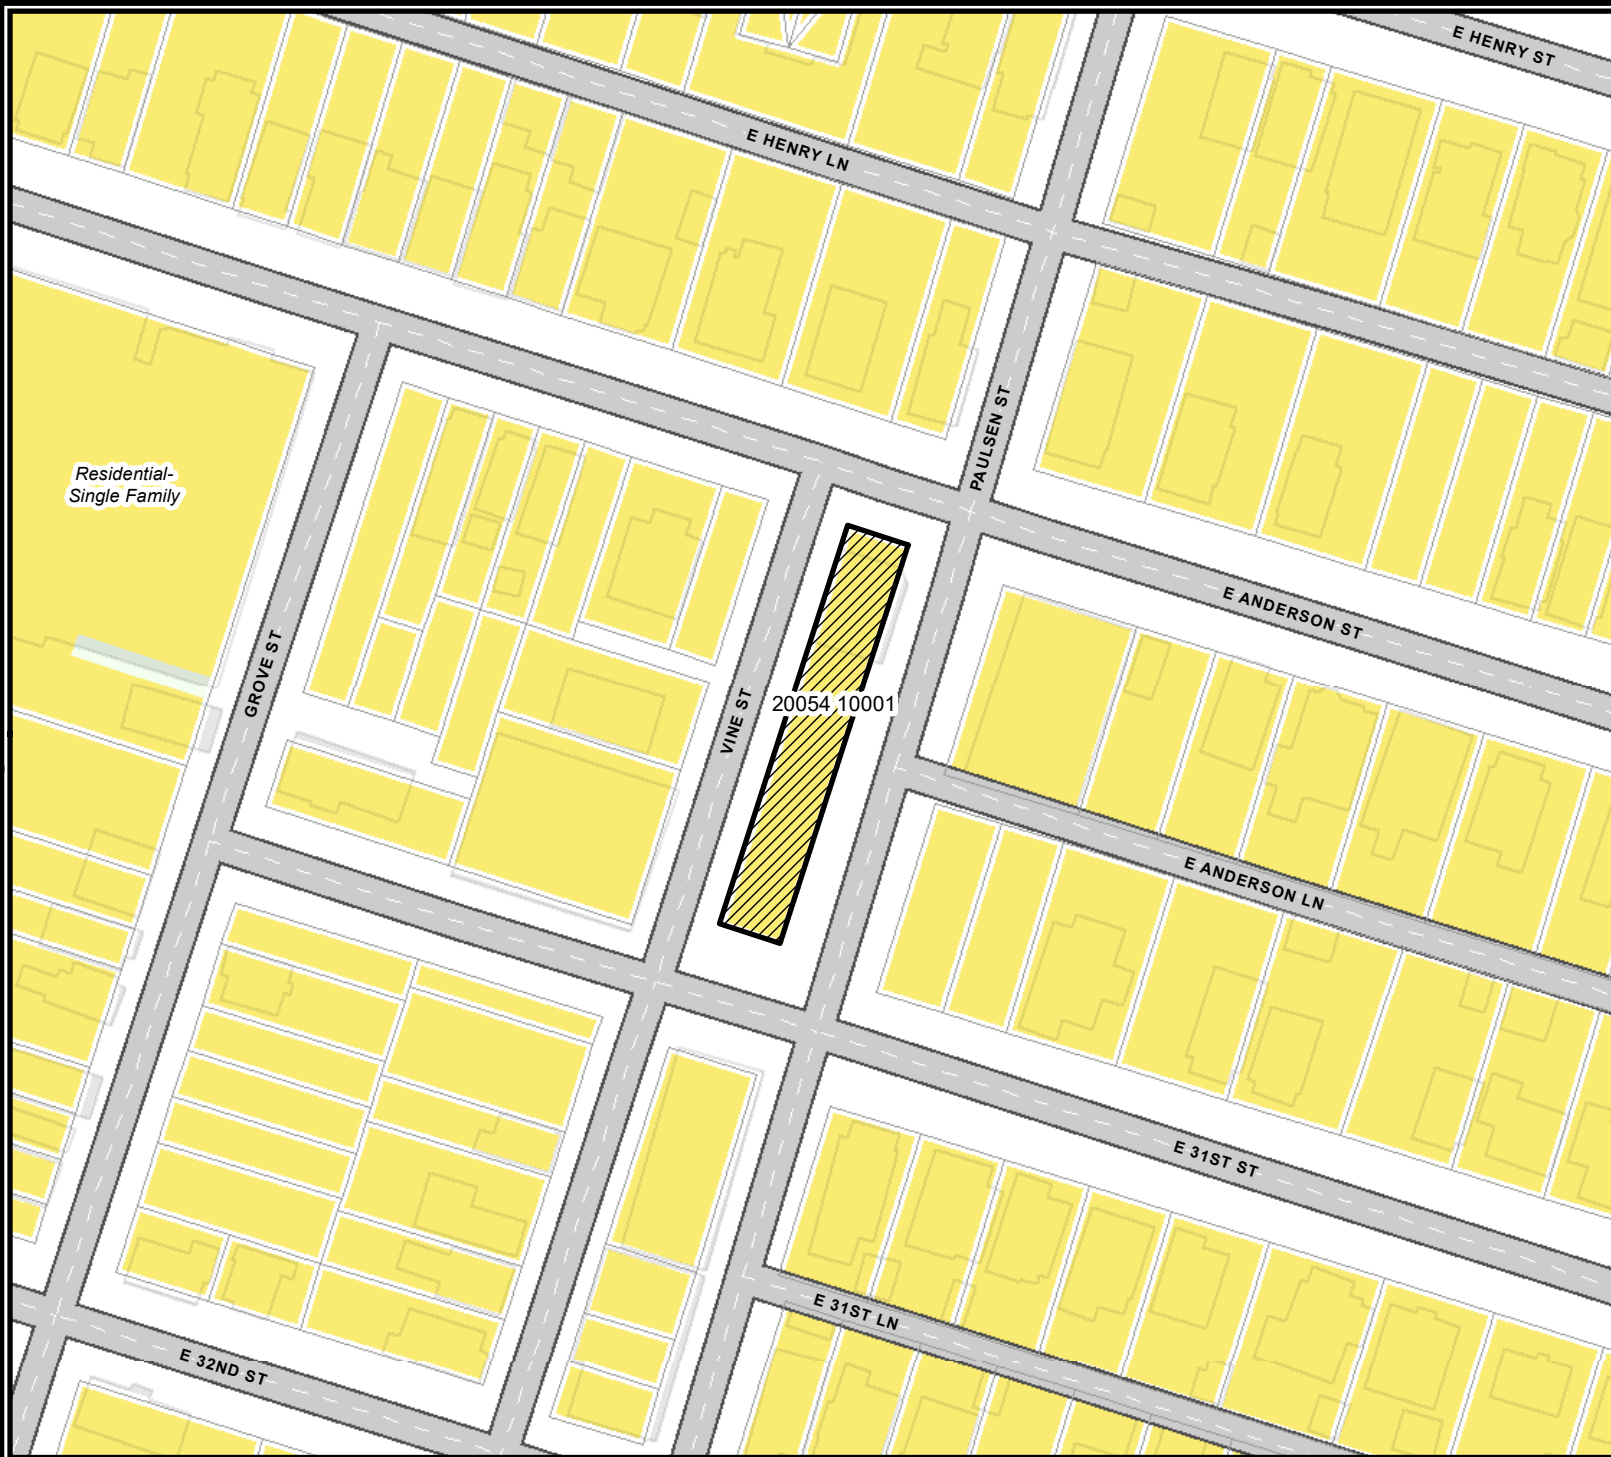 E HENRY ST
E HENRY LN
PAULSEN ST
Residential-
Single Family
E ANDERSON ST
GROVE ST
VINE ST
20054 10001
E ANDERSON LN
E 31ST ST
E 31ST LN
E 32ND ST